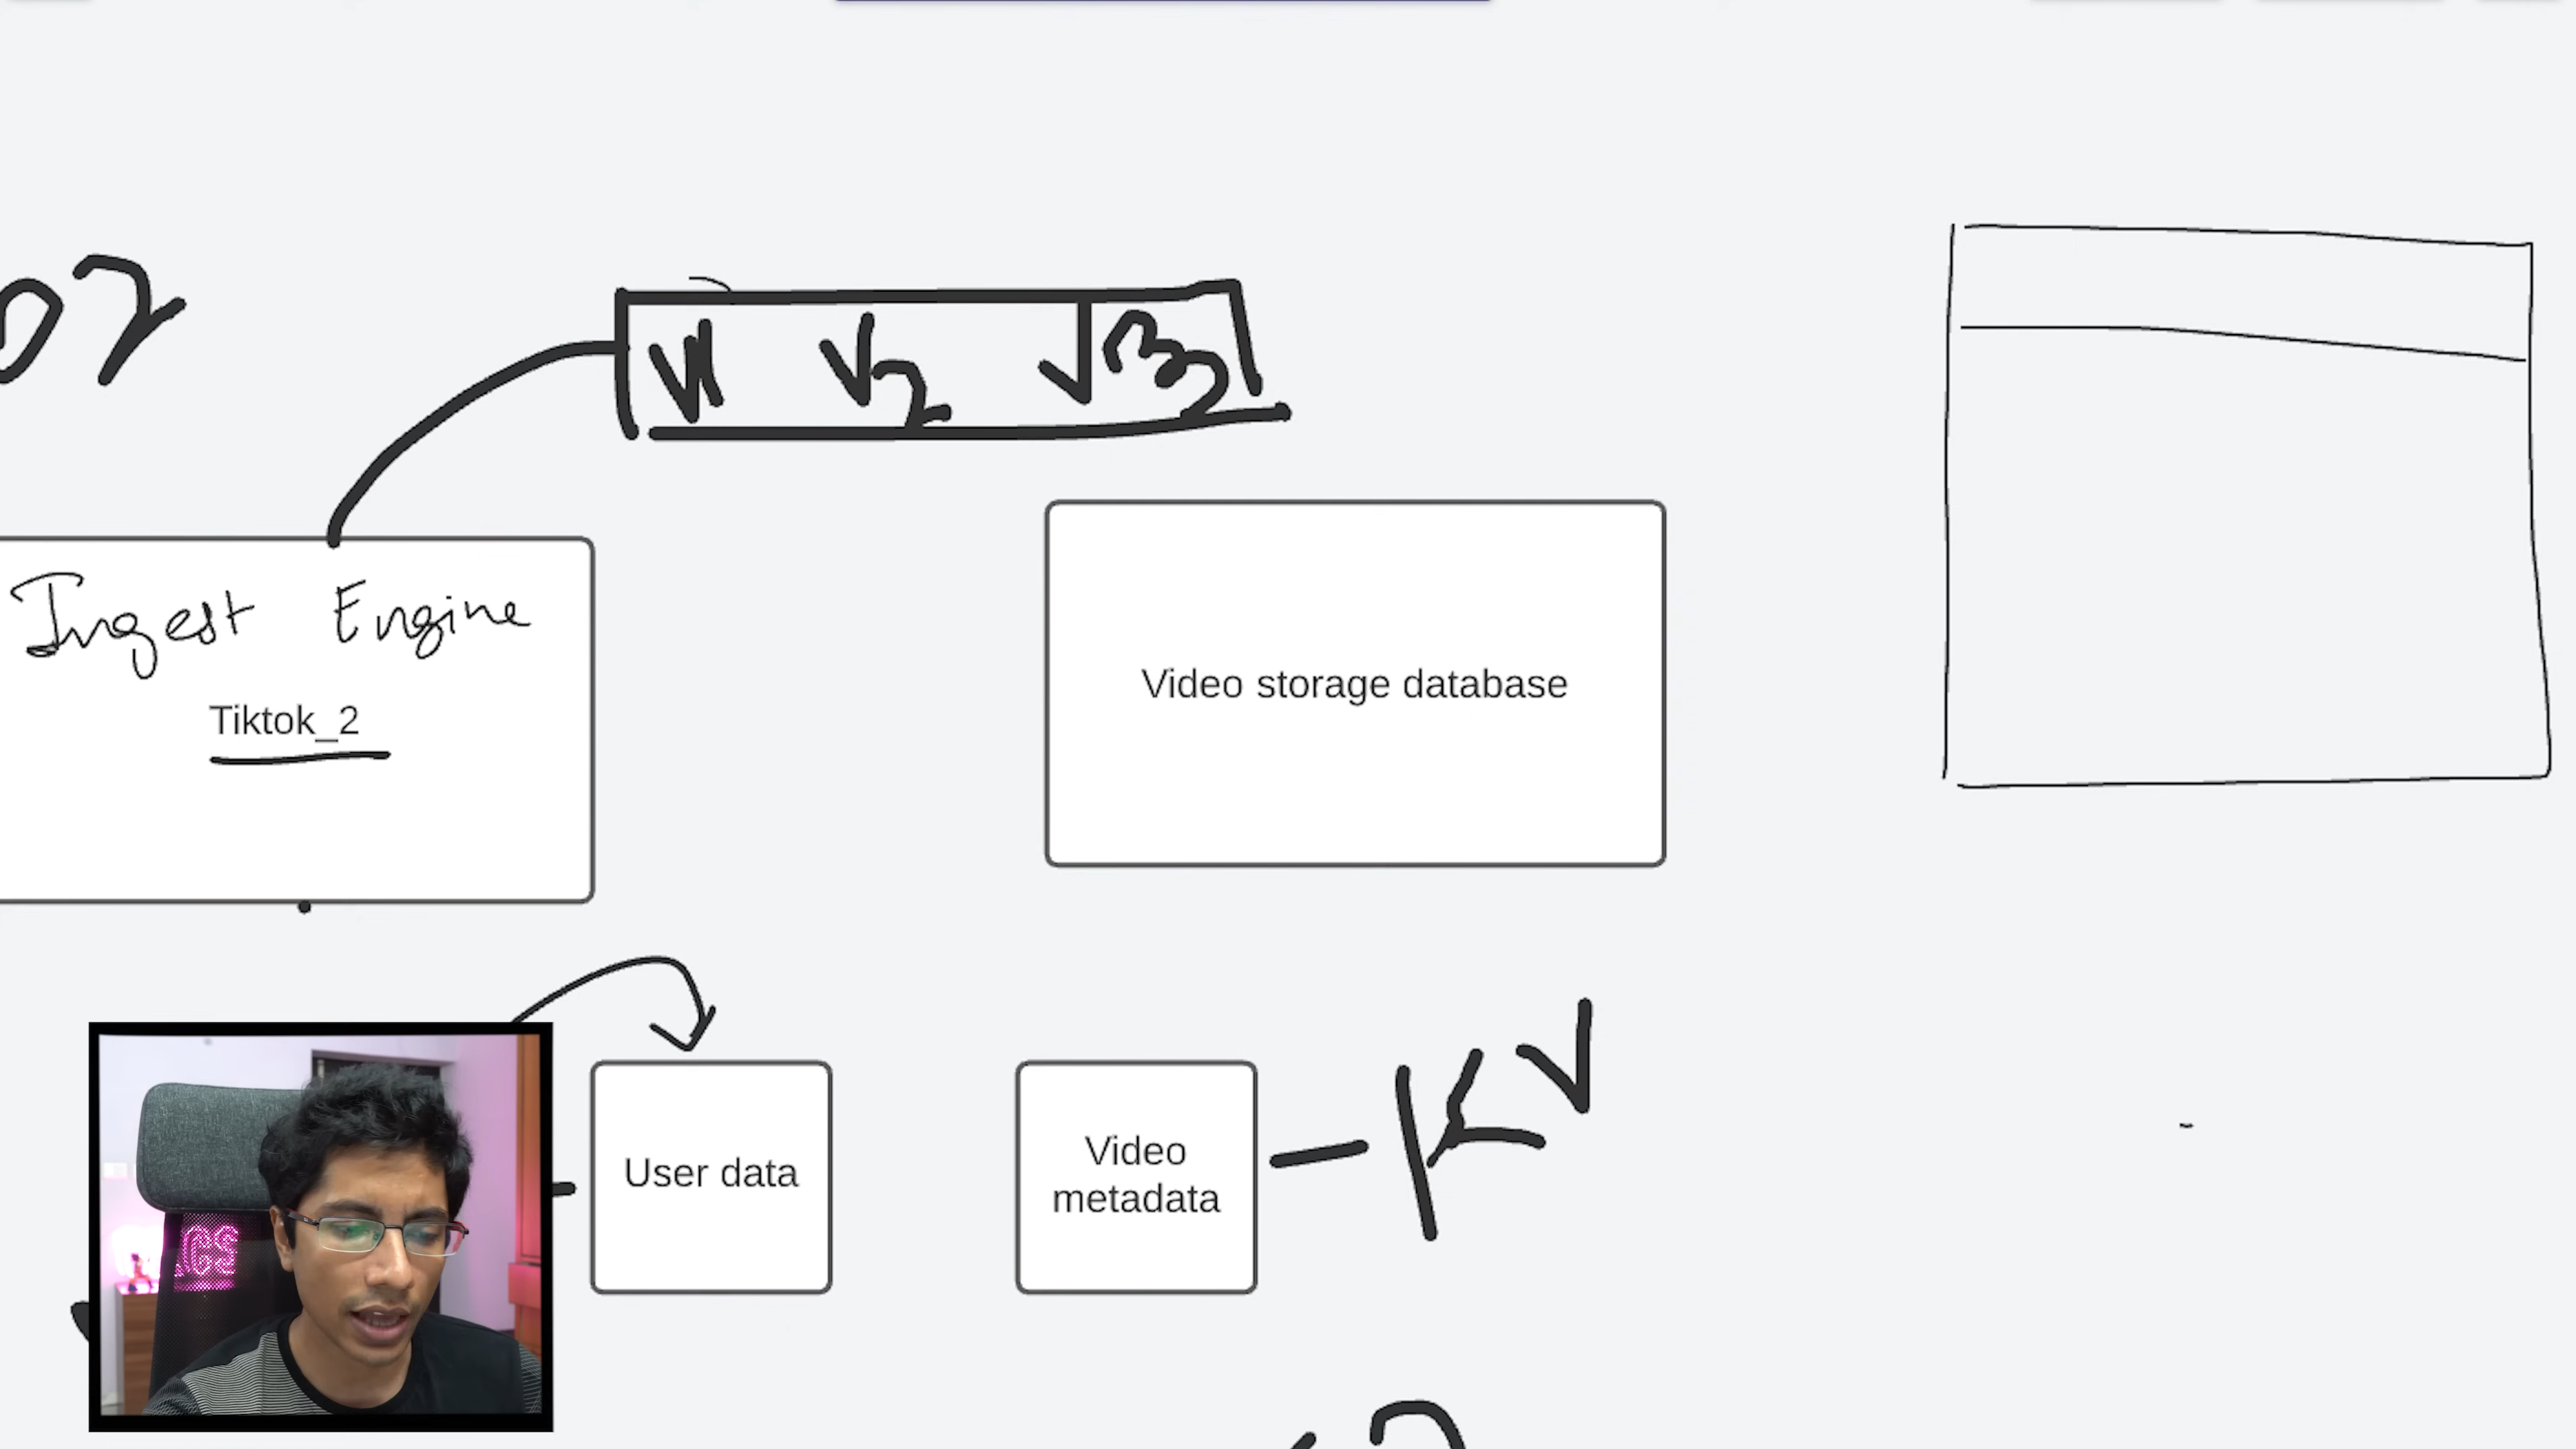 V1 V2 V3
Ingest Engine
Tiktok_2
Video storage database
User data
Video
metadata
- KV